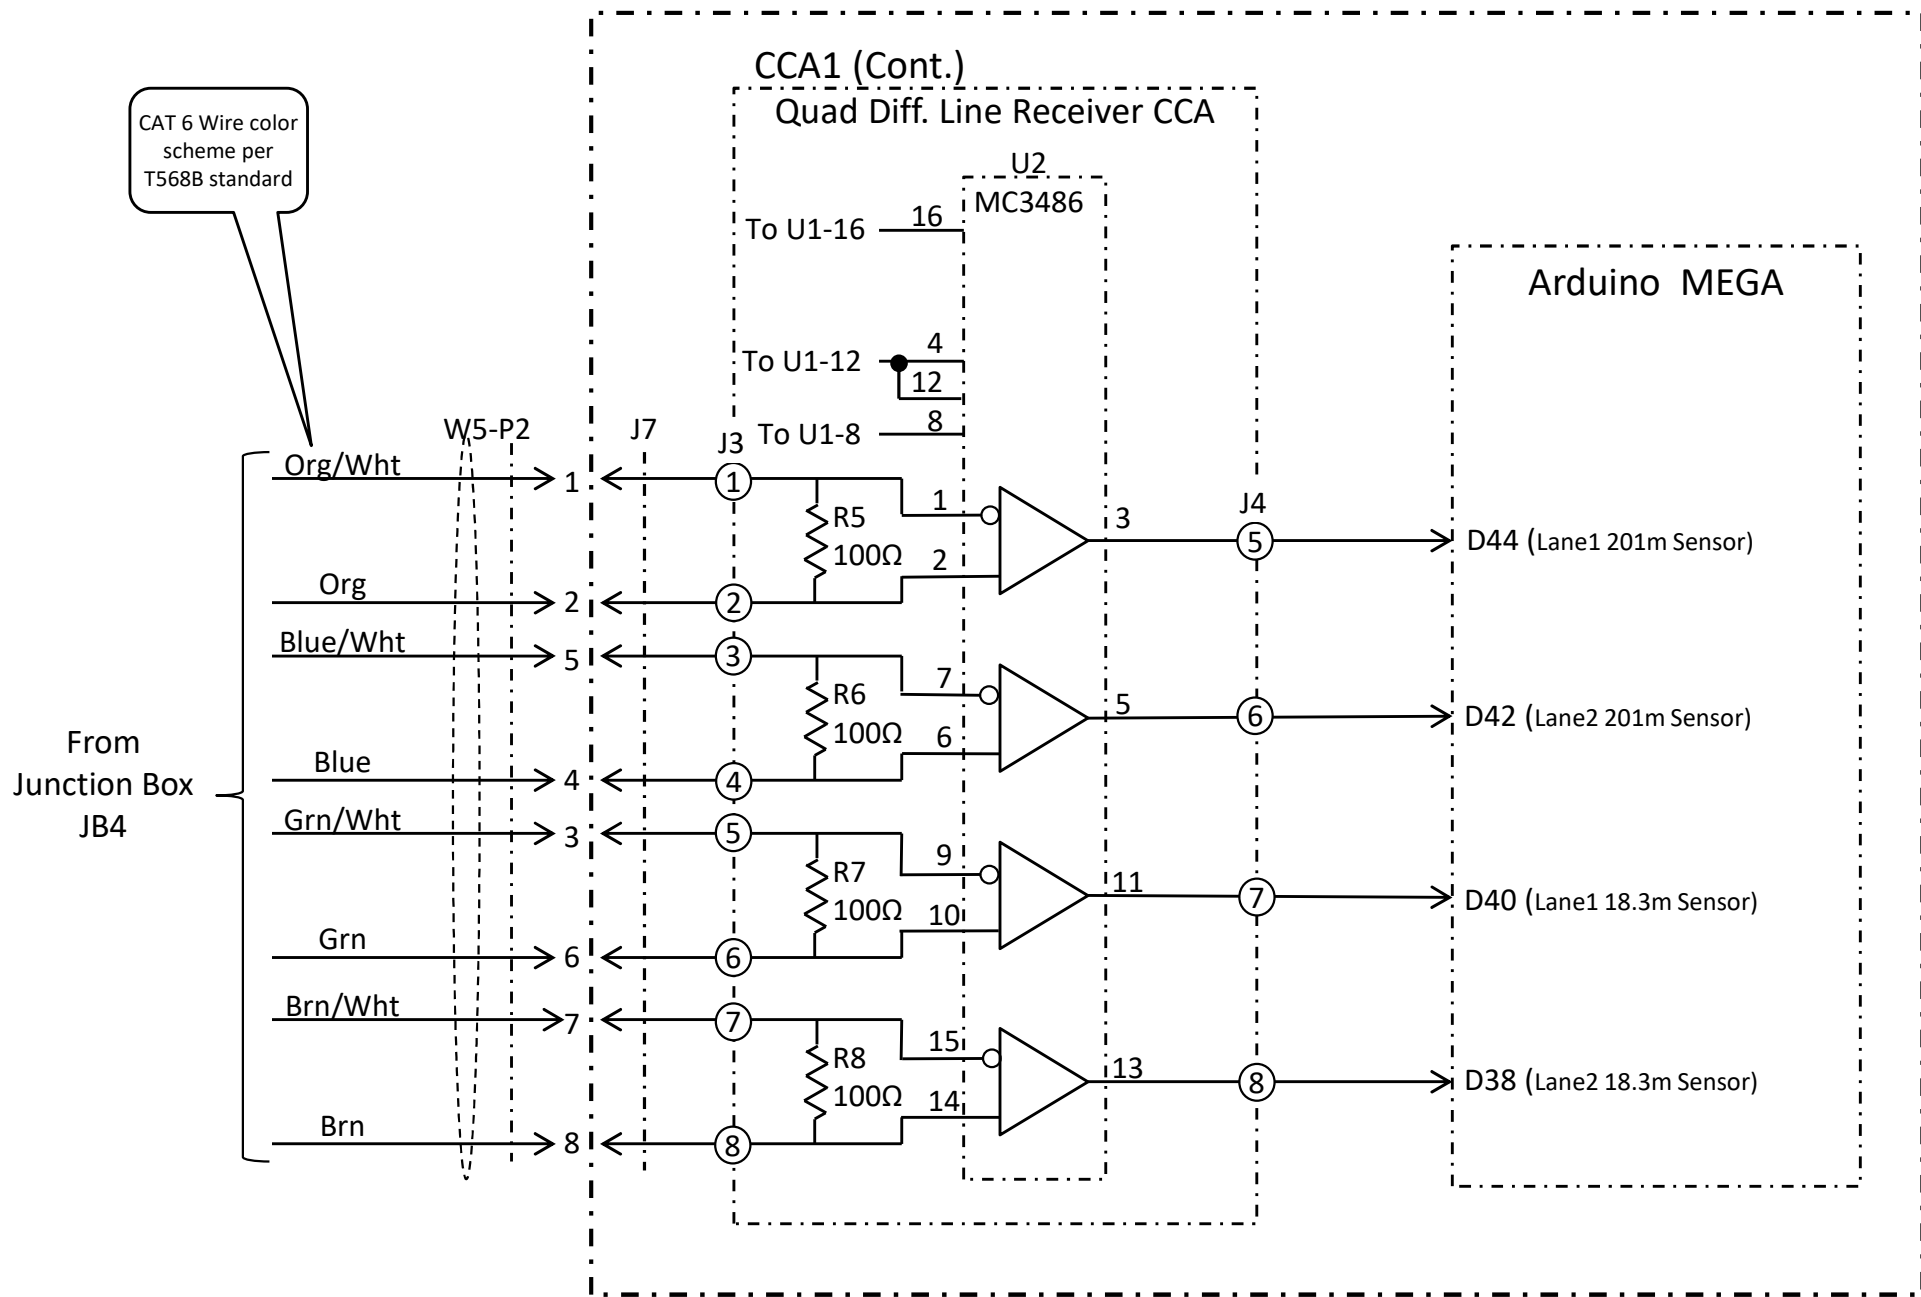 CCA1 (Cont.)
Quad Diff. Line Receiver CCA
CAT 6 Wire color
scheme per
T568B standard
U2
MC3486
To U1-16
16
Arduino MEGA
To U1-12
4
12
To U1-8
8
W5-P2
J7
J3
J4
From
Junction Box
JB4
Org/Wht
1
1
R5
100Ω
1
2
3
5
D44 (Lane1 201m Sensor)
Org
2
2
Blue/Wht
5
3
R6
100Ω
7
6
5
6
D42 (Lane2 201m Sensor)
Blue
4
4
Grn/Wht
3
5
R7
100Ω
9
10
11
7
D40 (Lane1 18.3m Sensor)
Grn
6
6
Brn/Wht
7
7
R8
100Ω
15
14
13
8
D38 (Lane2 18.3m Sensor)
Brn
8
8